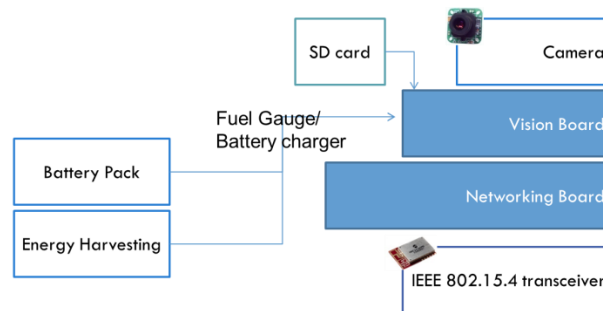 SD card
Camera
Fuel Gauge/
Battery charger
Vision Board
Battery Pack
Networking Board
Energy Harvesting
IEEE 802.15.4 transceiver